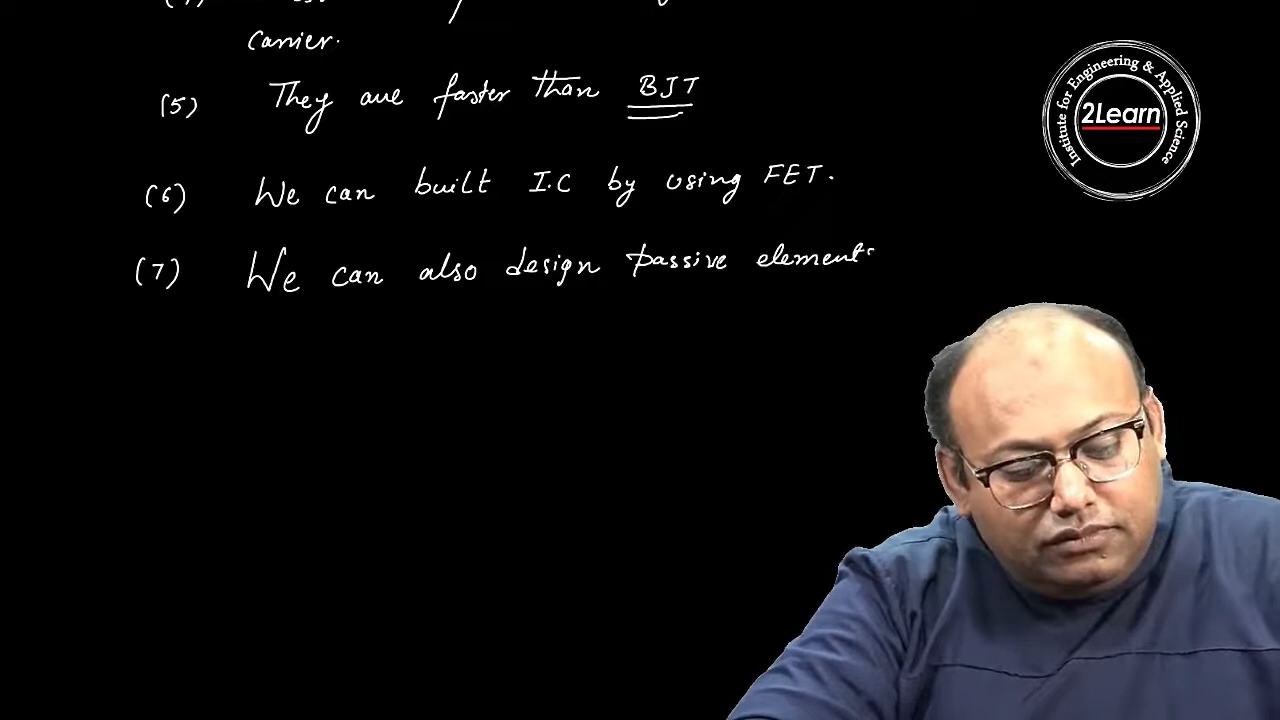 carrier.
(5) They are faster than BJT
(6) We can built I.C by using FET.
(7) We can also design passive element
Institute for Engineering & Applied Science
2Learn